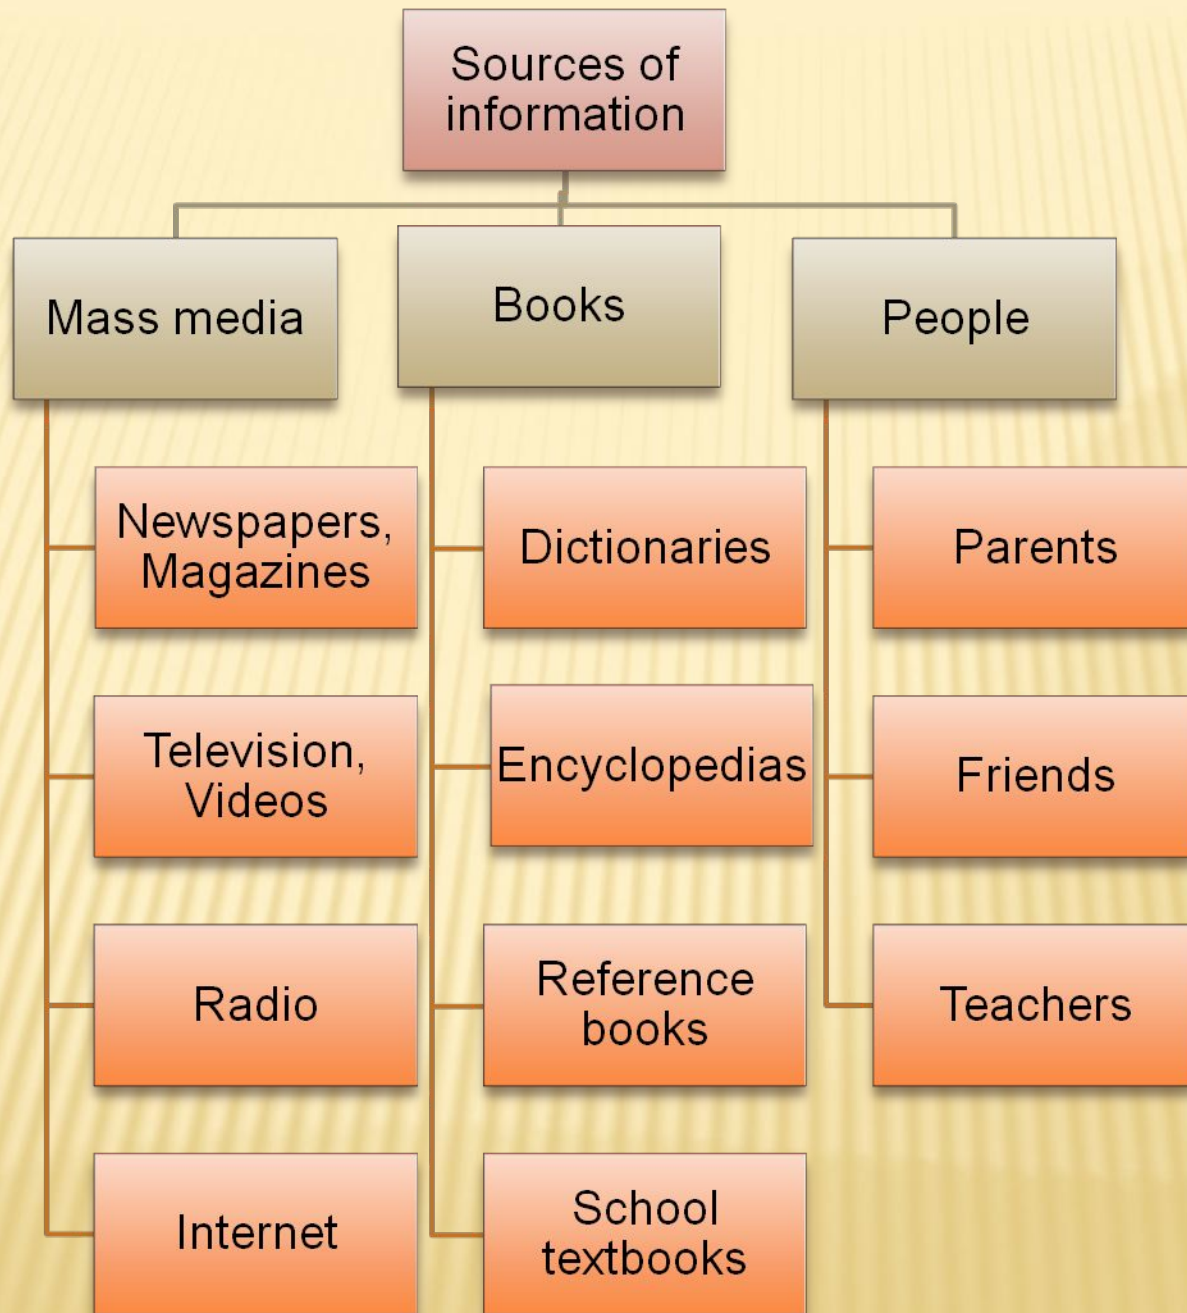 Sources of
information
Mass media
Books
People
Newspapers,
Magazines
Dictionaries
Parents
Television,
Videos
Encyclopedias
Friends
Radio
Reference
books
Teachers
Internet
School
textbooks